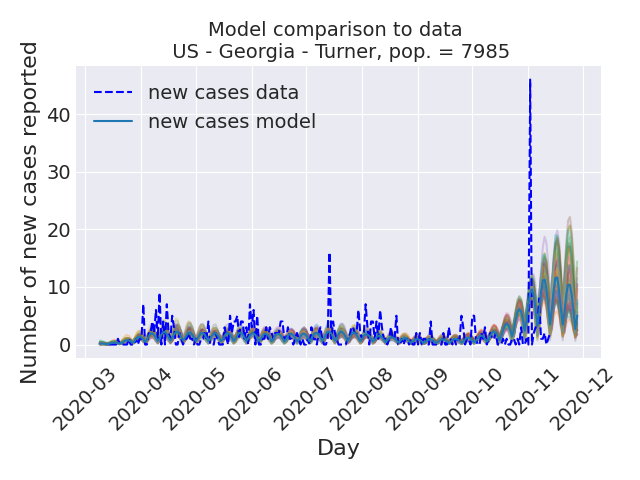 Model comparison to data
US - Georgia - Turner, pop. = 7985
Number of new cases reported
new cases data
new cases model
40
30
20
10
0
2020-03
2020-04
2020-05
2020-06
2020-07
2020-08
2020-09
2020-10
2020-11
2020-12
Day